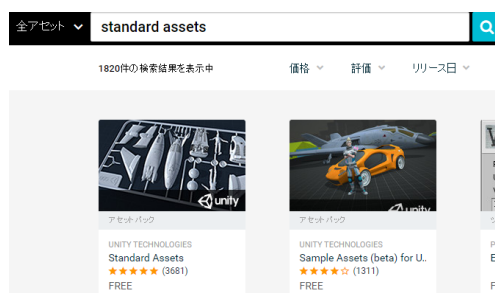 全アセット standard assets
1820件の検索結果を表示中 価格 評価 リリース日
unity
unity
アセットパック
アセットパック
UNITY TECHNOLOGIES
Standard Assets
(3681)
FREE
UNITY TECHNOLOGIES
Sample Assets (beta) for U..
(1311)
FREE